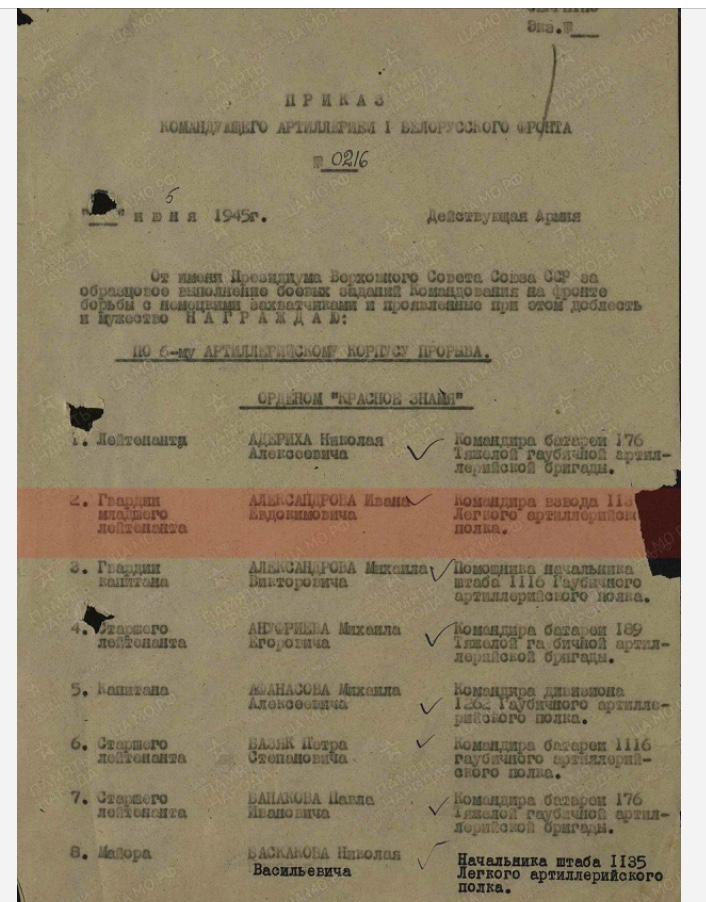 Экз.№
ПРИКАЗ
КОМАНДУЮЩЕГО АРТИЛЛЕРИЕЙ I БЕЛОРУССКОГО ФРОНТА
№ 0216
" 5 " июня 1945г. Действующая Армия
От имени Президиума Верховного Совета Союза ССР за
образцовое выполнение боевых заданий Командования на фронте
борьбы с немецкими захватчиками и проявленные при этом доблесть
и мужество НАГРАЖДАЮ:
ПО 6-му АРТИЛЛЕРИЙСКОМУ КОРПУСУ ПРОРЫВА.
ОРДЕНОМ "КРАСНОЕ ЗНАМЯ"
1. Лейтенанта АДЕРИХА Николая Командира батареи 176
Алексеевича Тяжелой гаубичной артил-
лерийской бригады.
2. Гвардии АЛЕКСАНДРОВА Ивана Командира взвода
младшего Евдокимовича Легкого
лейтенанта полка.
3. Гвардии АЛЕКСАНДРОВА Михаила Помощника начальника
капитана Викторовича штаба 1116 Гаубичного
артиллерийского полка.
4. Старшего АНУФРИЕВА Михаила Командира батареи 189
лейтенанта Егоровича Тяжелой гаубичной артил-
лерийской бригады.
5. Капитана АФАНАСОВА Михаила Командира дивизиона
Алексеевича 1262 Гаубичного артилле-
рийского полка.
6. Старшего БАЗЯК Петра Командира батареи 1116
лейтенанта Степановича гаубичного артиллерий-
ского полка.
7. Старшего БАНАКОВА Павла Командира батареи 176
лейтенанта Ивановича Тяжелой гаубичной артил-
лерийской бригады.
8. Майора БАСКАКОВА Николая Начальника штаба II35
Васильевича Легкого артиллерийского
полка.